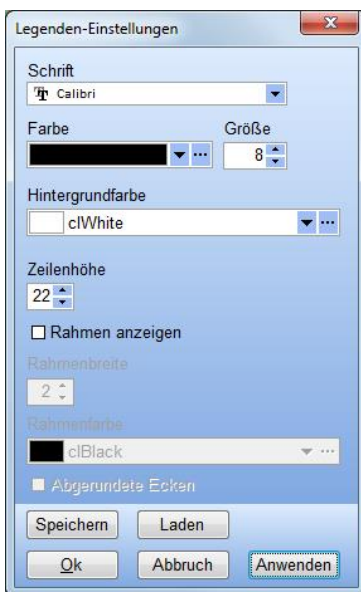 Legenden-Einstellungen
Schrift
Calibri
Farbe Größe
8
Hintergrundfarbe
clWhite
Zeilenhöhe
22
Rahmen anzeigen
Rahmenbreite
2
Rahmenfarbe
clBlack
Abgerundete Ecken
Speichern Laden
Ok Abbruch Anwenden